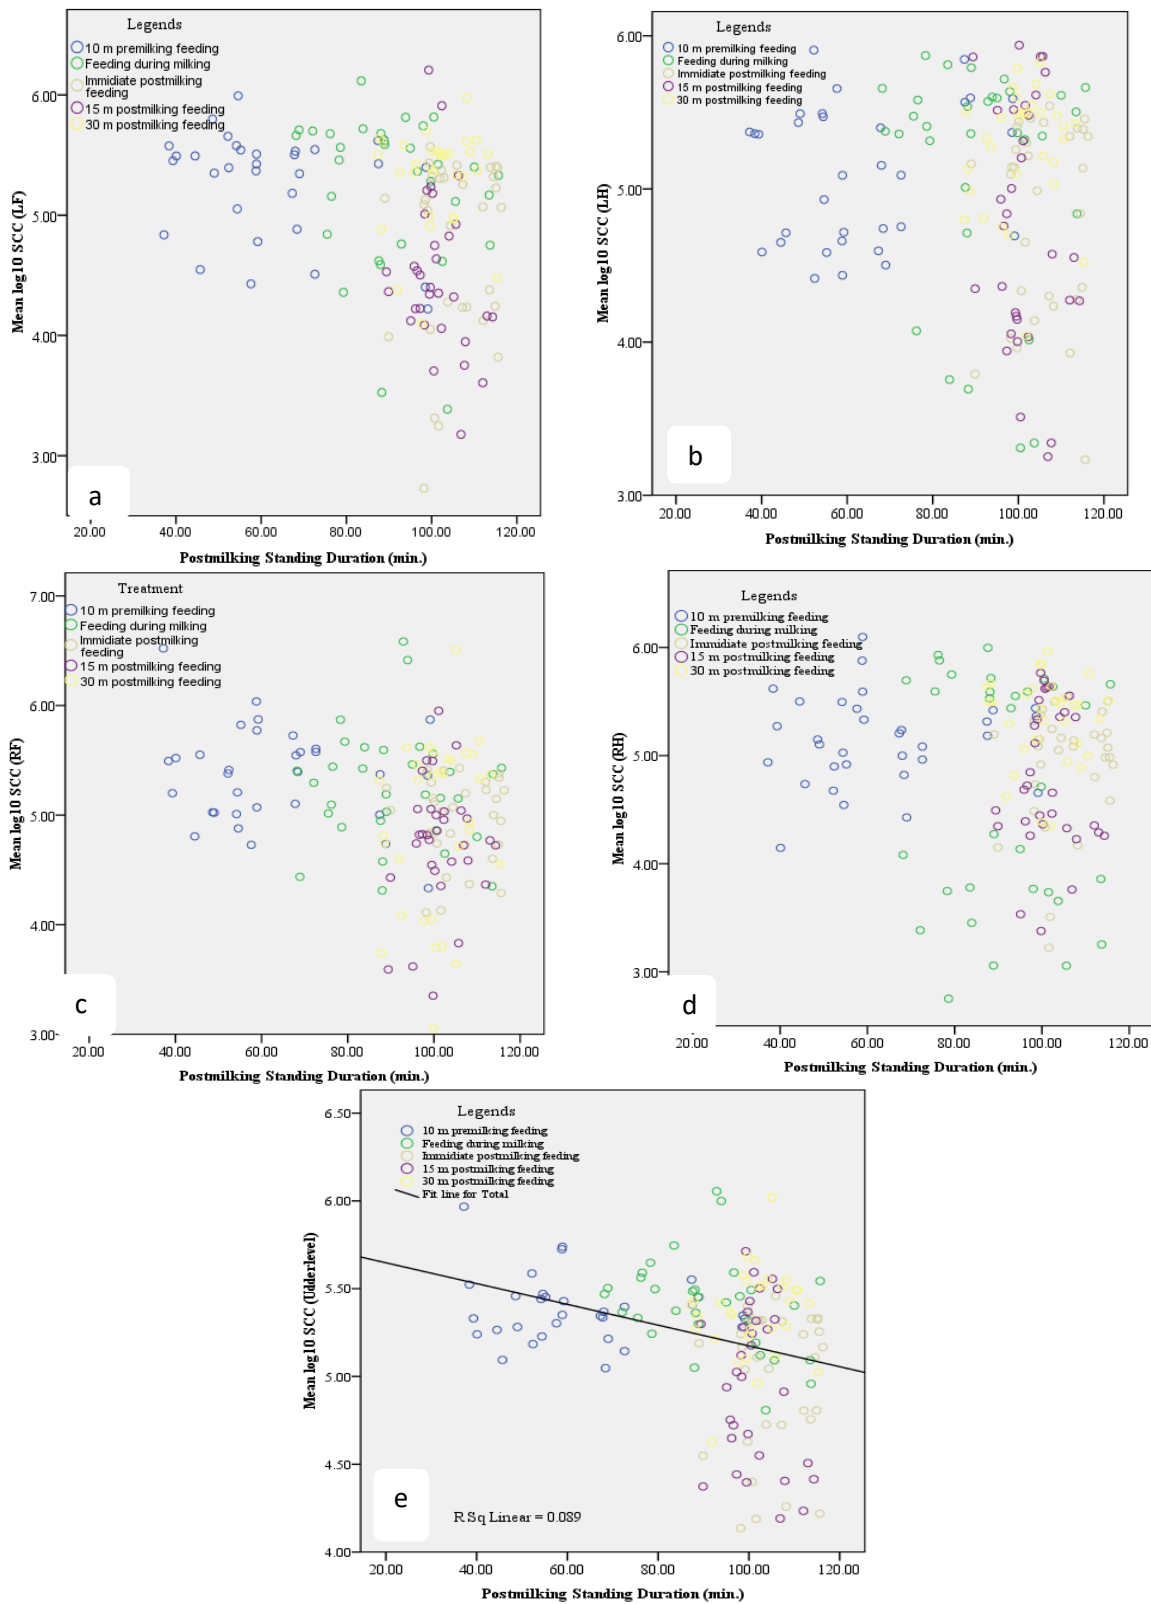 Legends
10 m premilking feeding
Feeding during milking
Immidiate postmilking
feeding
15 m postmilking feeding
30 m postmilking feeding
6.00
5.00
4.00
3.00
Mean log10 SCC (LF)
a
20.00 40.00 60.00 80.00 100.00 120.00
Postmilking Standing Duration (min.)
Legends
10 m premilking feeding
Feeding during milking
Immidiate postmilking feeding
15 m postmilking feeding
30 m postmilking feeding
6.00
5.00
4.00
3.00
Mean log10 SCC (LH)
b
20.00 40.00 60.00 80.00 100.00 120.00
Postmilking Standing Duration (min.)
Treatment
10 m premilking feeding
Feeding during milking
Immidiate postmilking
feeding
15 m postmilking feeding
30 m postmilking feeding
7.00
6.00
5.00
4.00
3.00
Mean log10 SCC (RF)
c
20.00 40.00 60.00 80.00 100.00 120.00
Postmilking Standing Duration (min.)
Legends
10 m premilking feeding
Feeding during milking
Immidiate postmilking feeding
15 m postmilking feeding
30 m postmilking feeding
6.00
5.00
4.00
3.00
Mean log10 SCC (RH)
d
20.00 40.00 60.00 80.00 100.00 120.00
Postmilking Standing Duration (min.)
Legends
10 m premilking feeding
Feeding during milking
Immidiate postmilking feeding
15 m postmilking feeding
30 m postmilking feeding
Fit line for Total
6.50
6.00
5.50
5.00
4.50
4.00
Mean log10 SCC (Udderlevel)
e
R Sq Linear = 0.089
20.00 40.00 60.00 80.00 100.00 120.00
Postmilking Standing Duration (min.)